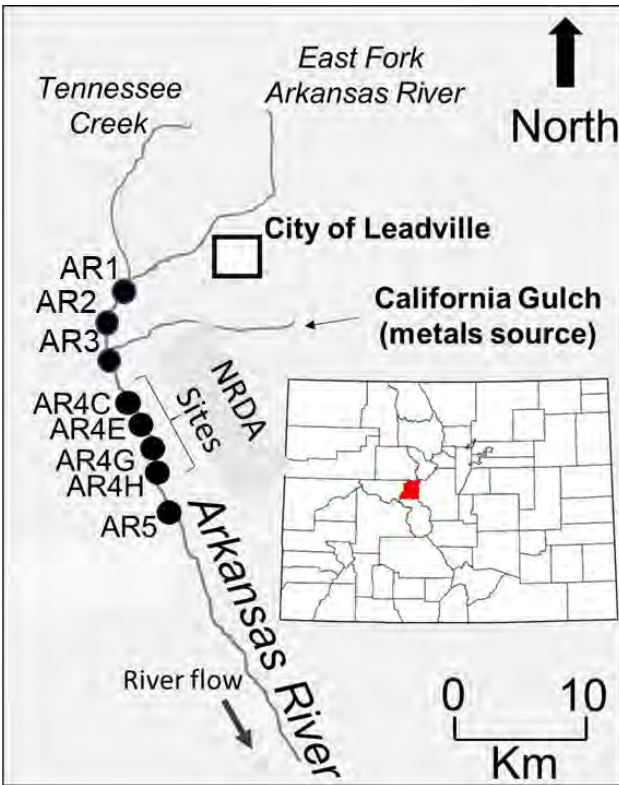 East Fork
Arkansas River
Tennessee
Creek
North
City of Leadville
AR1
AR2
California Gulch
(metals source)
AR3
NRDA
Sites
AR4C
AR4E
AR4G
AR4H
AR5
Arkansas River
River flow
0 10
Km